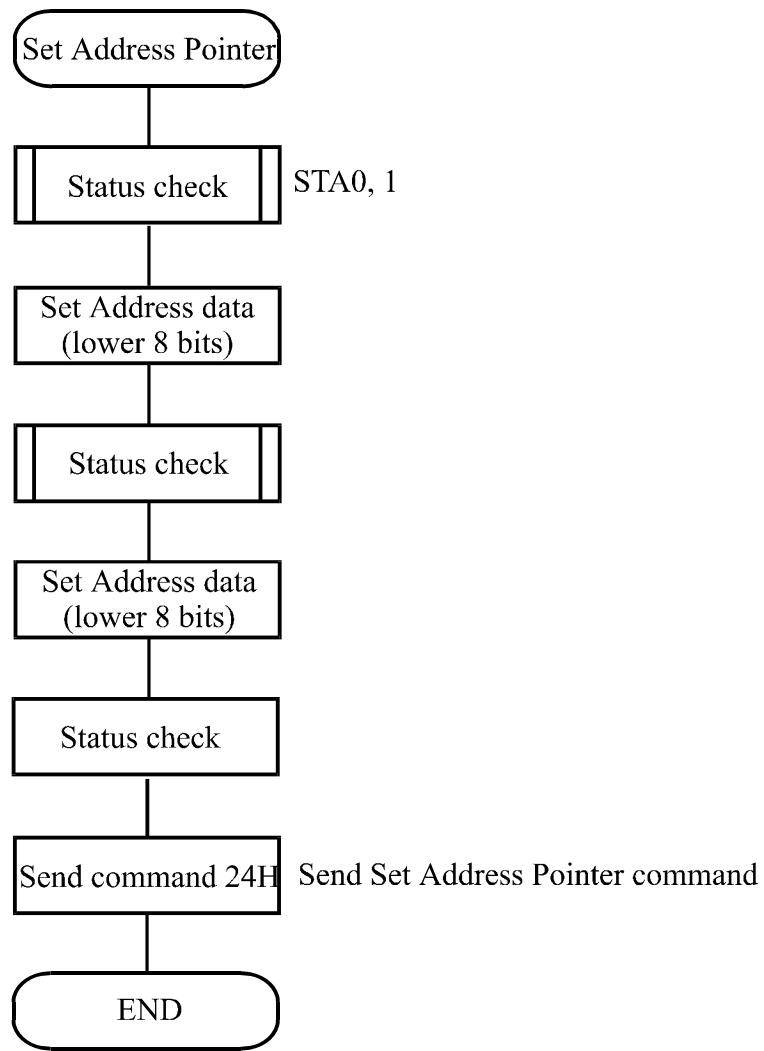 Set Address Pointer
Status check
STA0, 1
Set Address data
(lower 8 bits)
Status check
Set Address data
(lower 8 bits)
Status check
Send command 24H
Send Set Address Pointer command
END